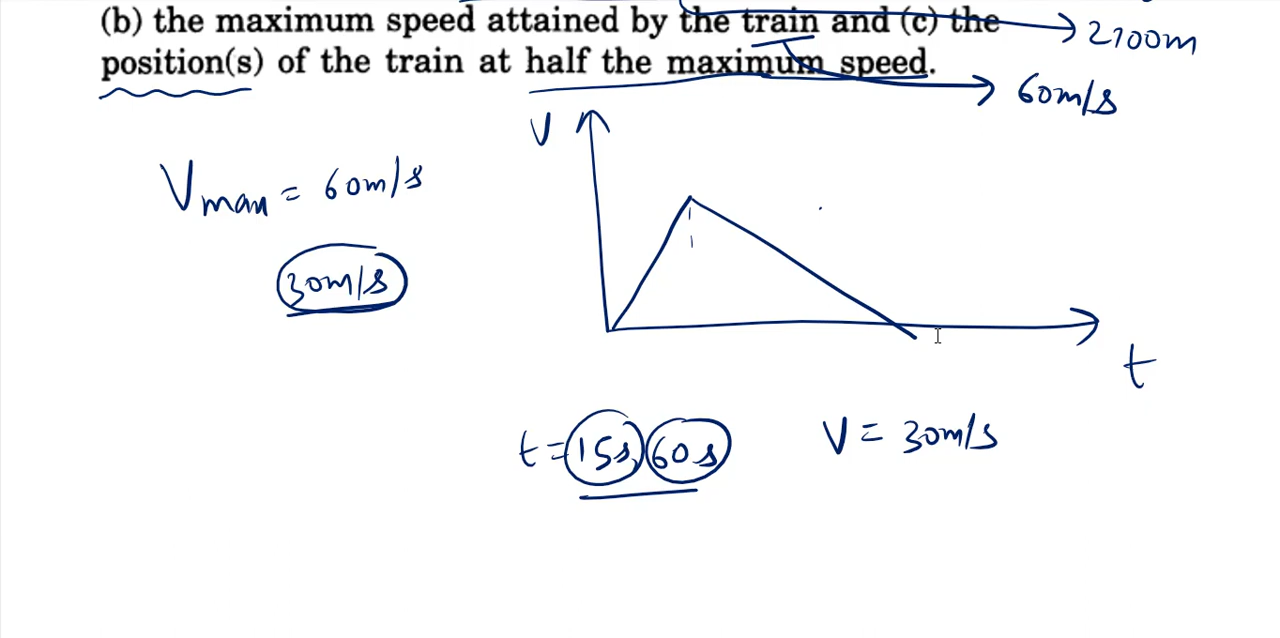 (b) the maximum speed attained by the train and (c) the
→ 2700m
position(s) of the train at half the maximum speed.
→ 60m/s
V
Vmax = 60m/s
30m/s
t
t = 15s, 60s
V = 30m/s